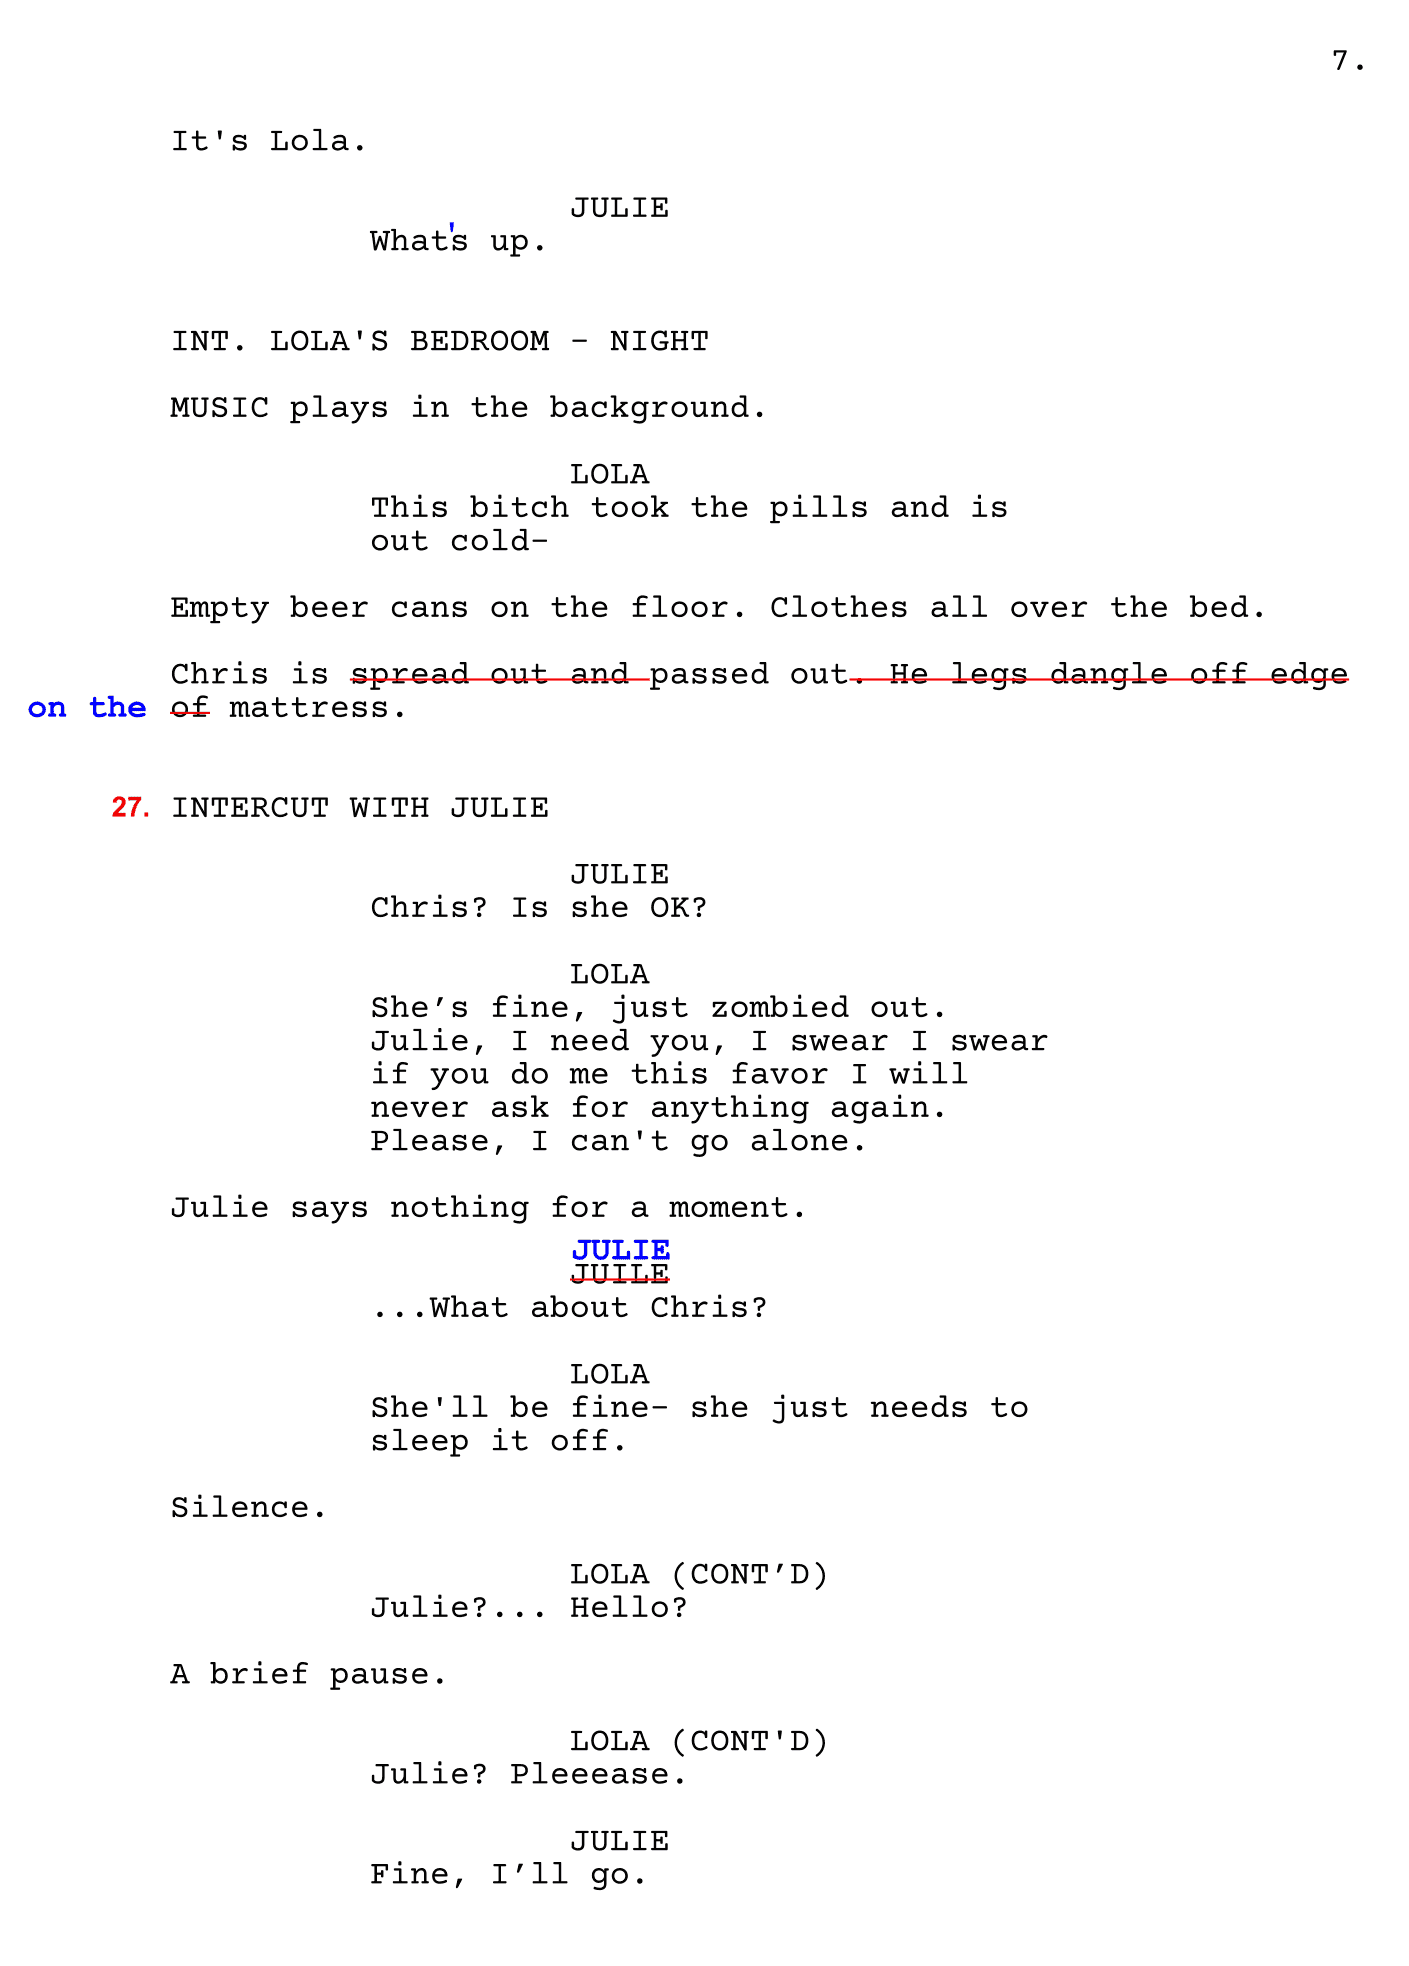 7.
It's Lola.
JULIE
What's up.
INT. LOLA'S BEDROOM - NIGHT
MUSIC plays in the background.
LOLA
This bitch took the pills and is
out cold-
Empty beer cans on the floor. Clothes all over the bed.
Chris is spread out and passed out. He legs dangle off edge
on the of mattress.
27. INTERCUT WITH JULIE
JULIE
Chris? Is she OK?
LOLA
She’s fine, just zombied out.
Julie, I need you, I swear I swear
if you do me this favor I will
never ask for anything again.
Please, I can't go alone.
Julie says nothing for a moment.
JULIE
JUILE
...What about Chris?
LOLA
She'll be fine- she just needs to
sleep it off.
Silence.
LOLA (CONT’D)
Julie?... Hello?
A brief pause.
LOLA (CONT'D)
Julie? Pleeease.
JULIE
Fine, I’ll go.